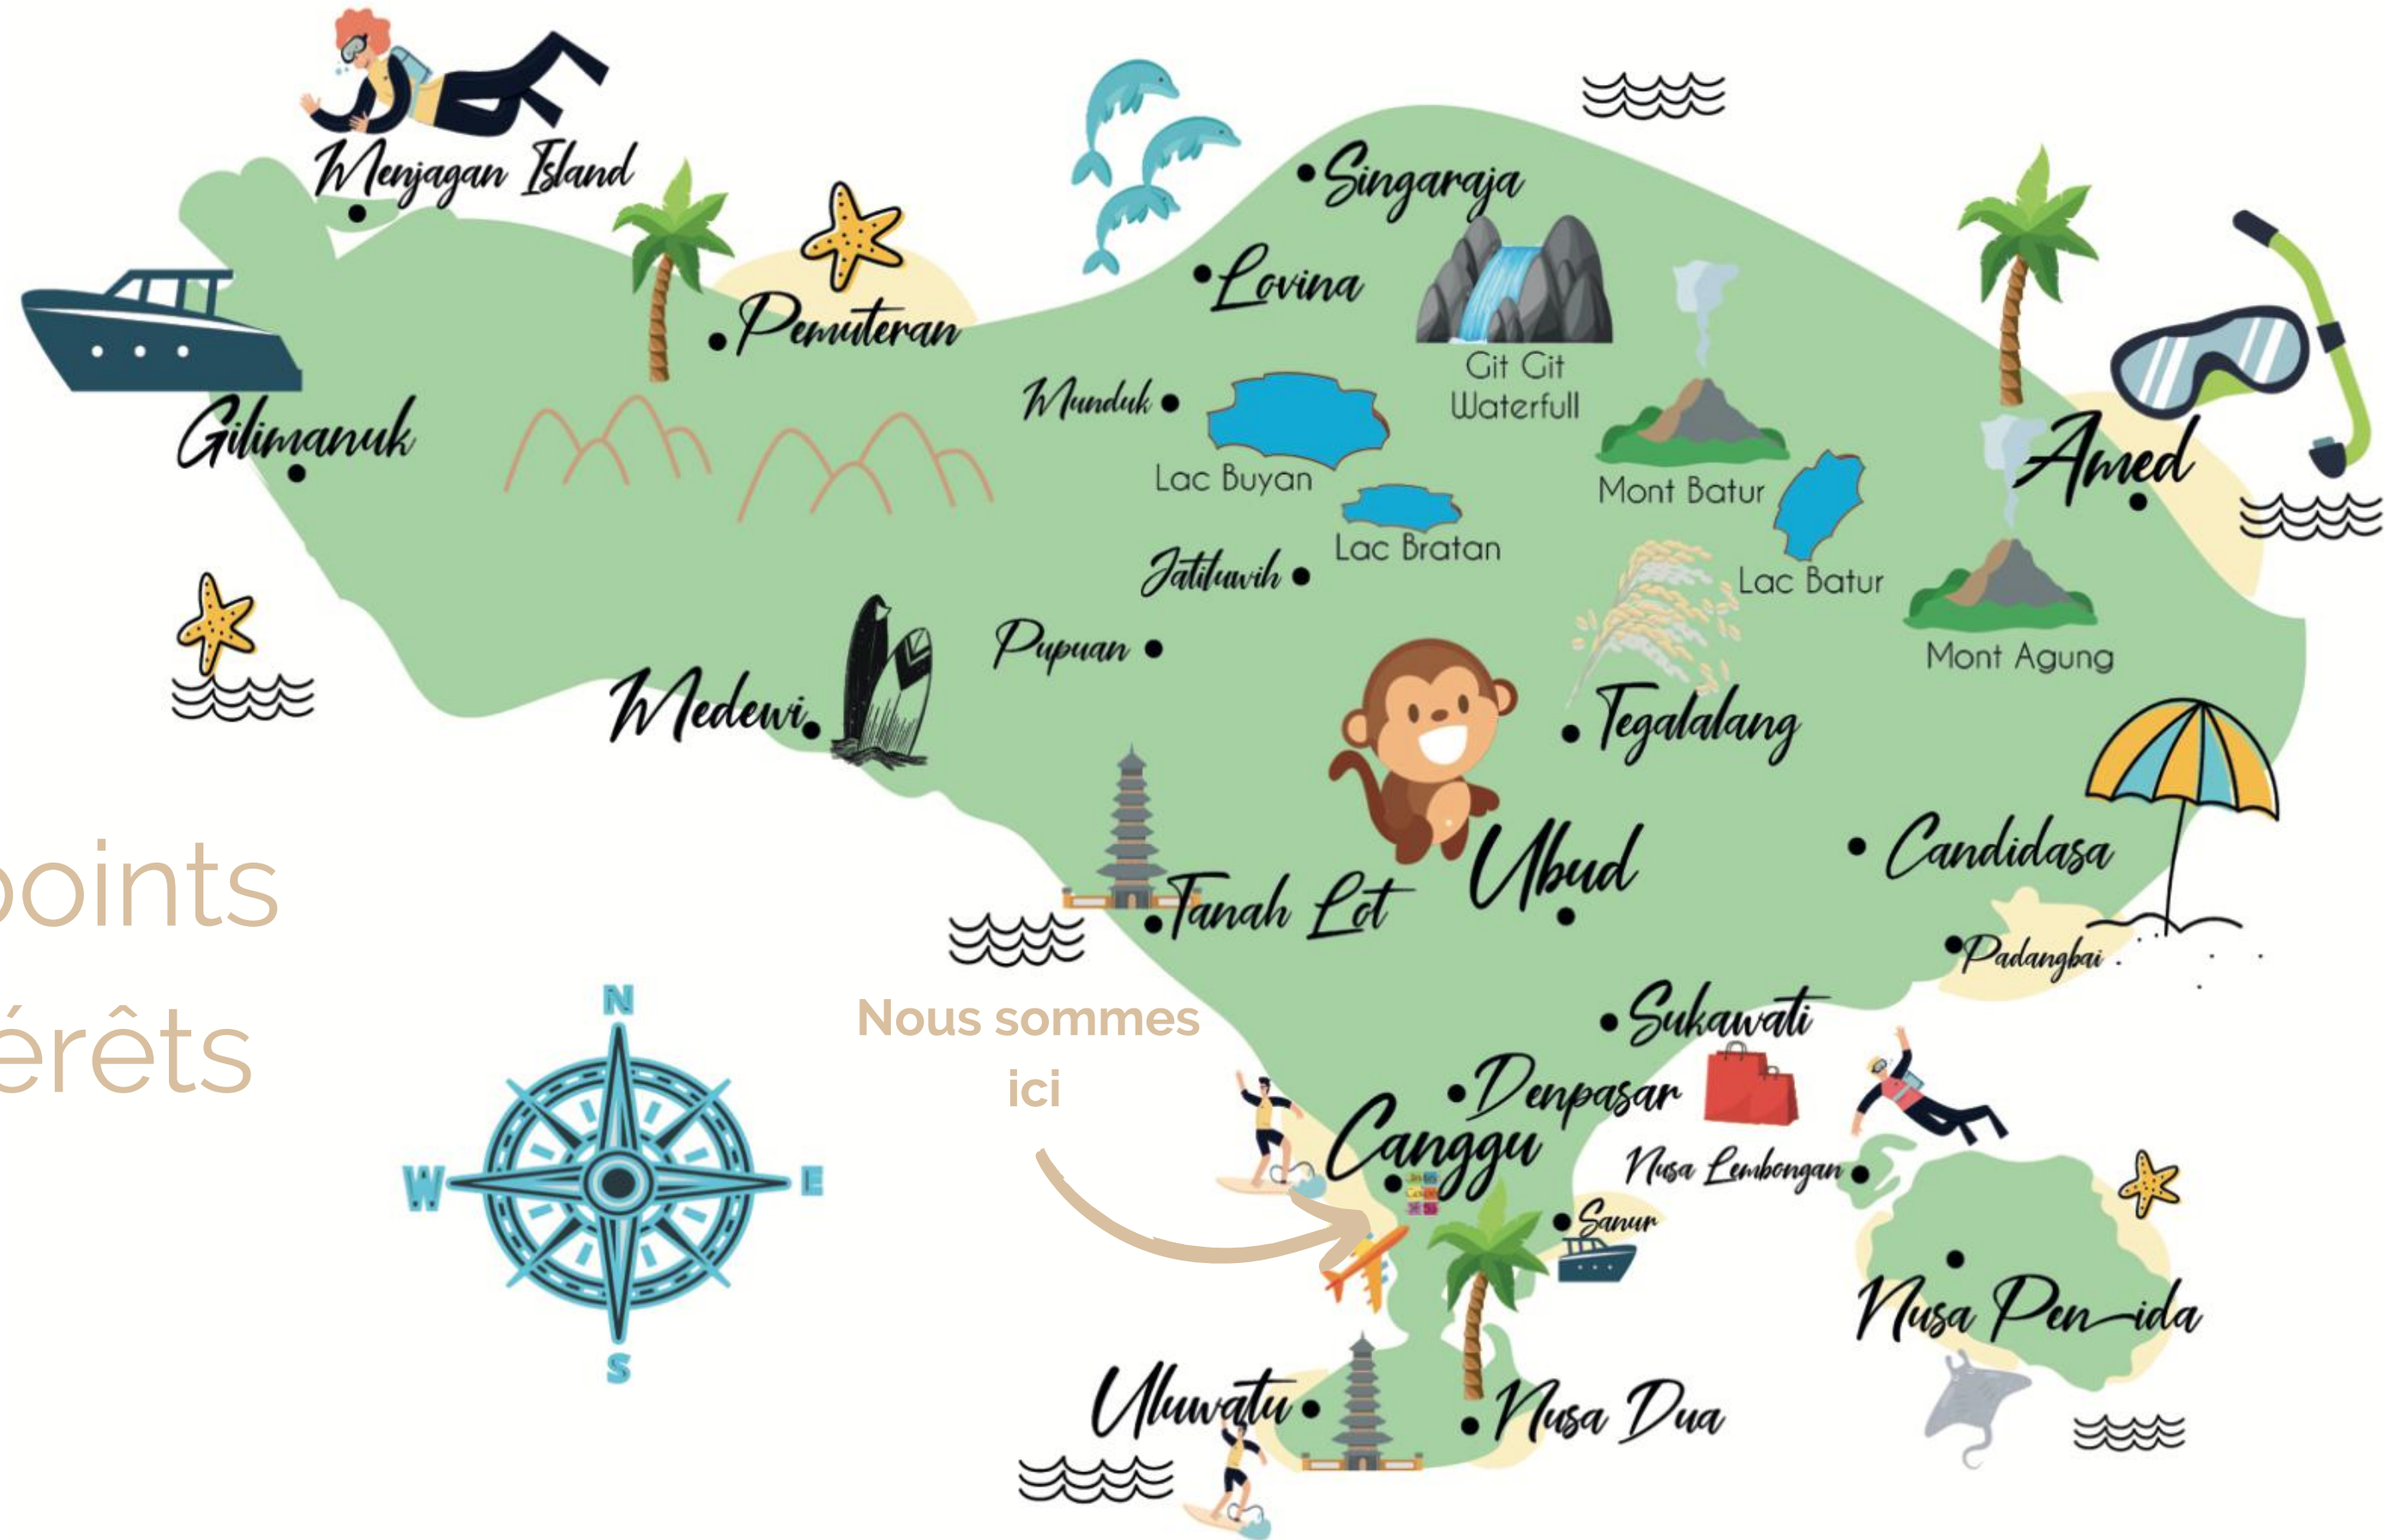 Menjagan Island
Singaraja
Lovina
Pemuteran
Git Git
Waterfull
Munduk
Gilimanuk
Amed
Lac Buyan
Mont Batur
Lac Bratan
Jatiluwih
Lac Batur
Pupuan
Mont Agung
Medewi
Tegalalang
points
Candidasa
Ubud
Tanah Lot
Padangbai
N
Nous sommes
ici
Sukawati
érêts
Denpasar
Canggu
Nusa Lembongan
W
E
Sanur
Nusa Penida
S
Uluwatu
Nusa Dua